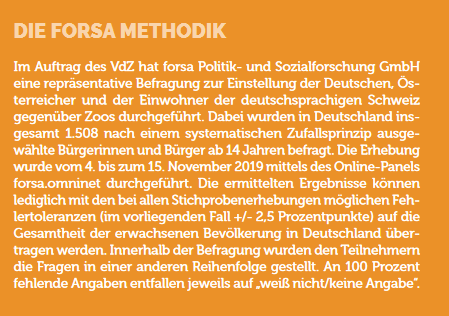 DIE FORSA METHODIK
Im Auftrag des VdZ hat forsa Politik- und Sozialforschung GmbH
eine repräsentative Befragung zur Einstellung der Deutschen, Ös-
terreicher und der Einwohner der deutschsprachigen Schweiz
gegenüber Zoos durchgeführt. Dabei wurden in Deutschland ins-
gesamt 1.508 nach einem systematischen Zufallsprinzip ausge-
wählte Bürgerinnen und Bürger ab 14 Jahren befragt. Die Erhebung
wurde vom 4. bis zum 15. November 2019 mittels des Online-Panels
forsa.omninet durchgeführt. Die ermittelten Ergebnisse können
lediglich mit den bei allen Stichprobenerhebungen möglichen Feh-
lertoleranzen (im vorliegenden Fall +/- 2,5 Prozentpunkte) auf die
Gesamtheit der erwachsenen Bevölkerung in Deutschland über-
tragen werden. Innerhalb der Befragung wurden den Teilnehmern
die Fragen in einer anderen Reihenfolge gestellt. An 100 Prozent
fehlende Angaben entfallen jeweils auf „weiß nicht/keine Angabe“.